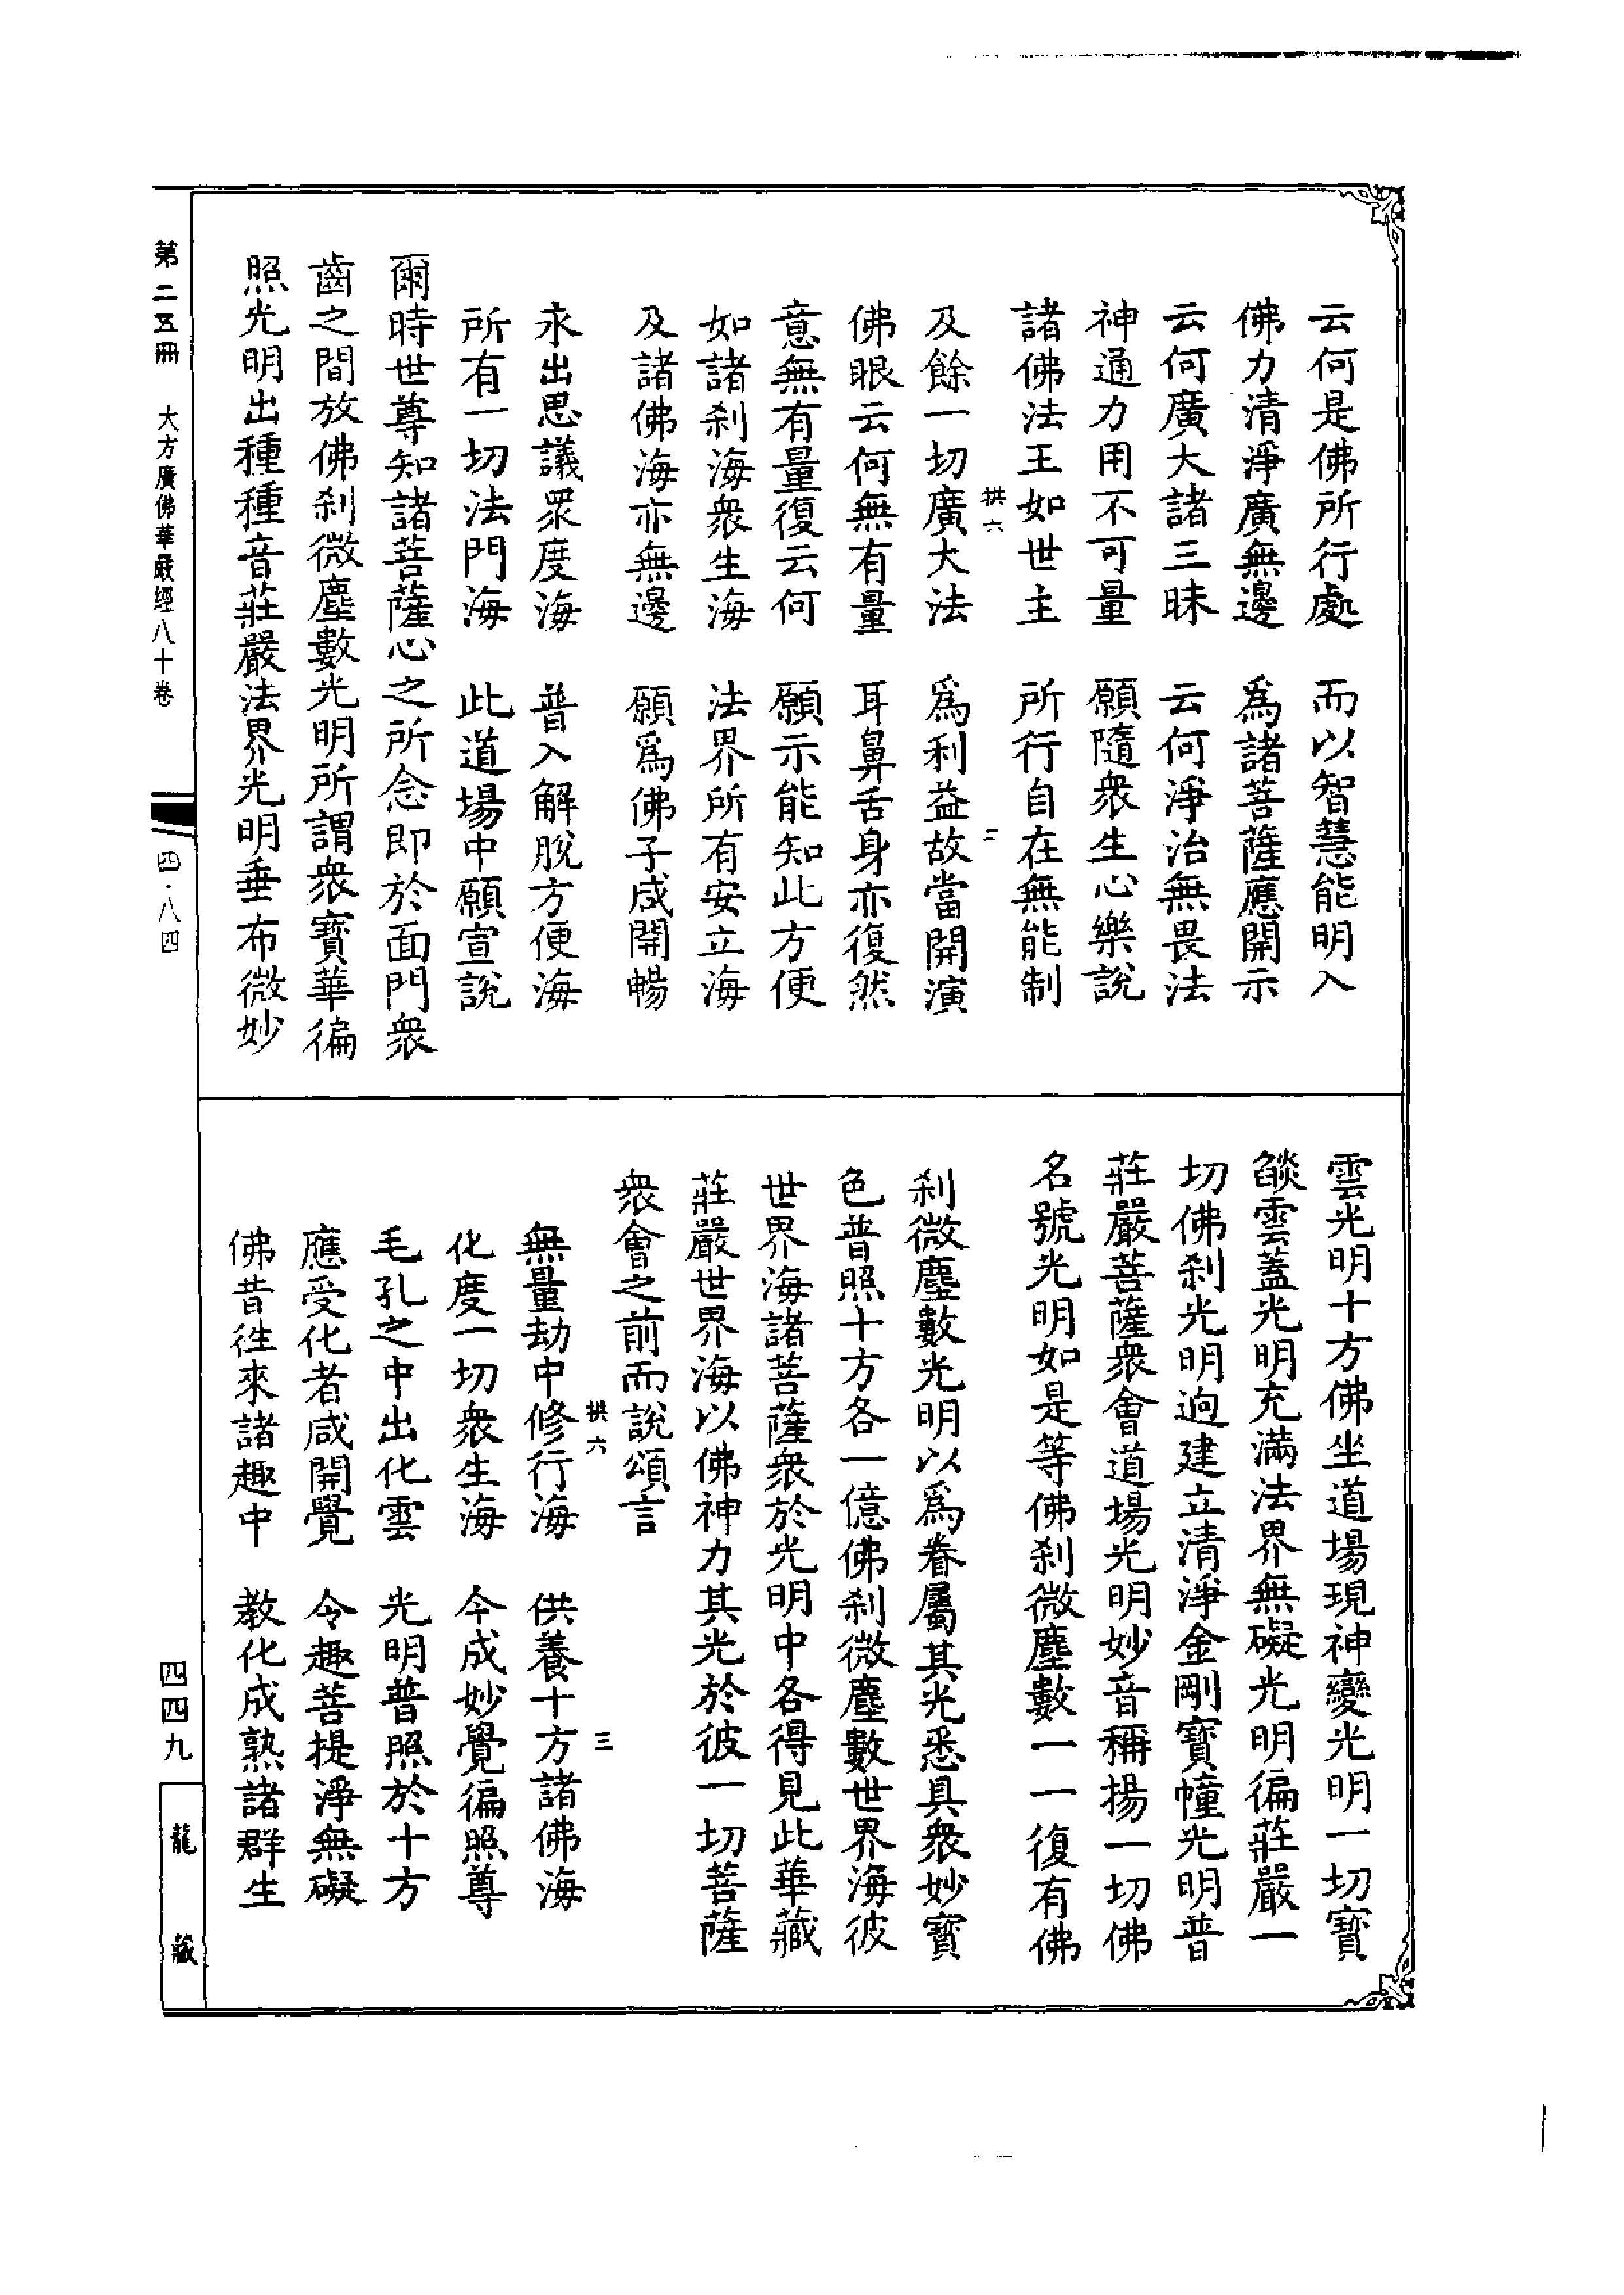 云何是佛所行處　而以智慧能明入
佛力清淨廣無邊　爲諸菩薩應開示
云何廣大諸三昧　云何淨治無畏法
神通力用不可量　願隨衆生心樂說
諸佛法王如世主　所行自在無能制
拱六　二
及餘一切廣大法　爲利益故當開演
佛眼云何無有量　耳鼻舌身亦復然
意無有量復云何　願示能知此方便
如諸刹海衆生海　法界所有安立海
及諸佛海亦無邊　願爲佛子咸開暢
永出思議衆度海　普入解脫方便海
所有一切法門海　此道場中願宣說
爾時世尊知諸菩薩心之所念即於面門衆
齒之間放佛刹微塵數光明所謂衆寶華徧
照光明出種種音莊嚴法界光明垂布微妙
雲光明十方佛坐道場現神變光明一切寶
燄雲蓋光明充滿法界無礙光明徧莊嚴一
切佛刹光明迥建立清淨金剛寶幢光明普
莊嚴菩薩衆會道場光明妙音稱揚一切佛
名號光明如是等佛刹微塵數一一復有佛
刹微塵數光明以爲眷屬其光悉具衆妙寶
色普照十方各一億佛刹微塵數世界海彼
世界海諸菩薩衆於光明中各得見此華藏
莊嚴世界海以佛神力其光於彼一切菩薩
衆會之前而說頌言
拱六　三
無量劫中修行海　供養十方諸佛海
化度一切衆生海　今成妙覺徧照尊
毛孔之中出化雲　光明普照於十方
應受化者咸開覺　令趣菩提淨無礙
佛昔往來諸趣中　教化成熟諸群生
第二五冊　大方廣佛華嚴經八十卷　四·八四
四四九
龍藏